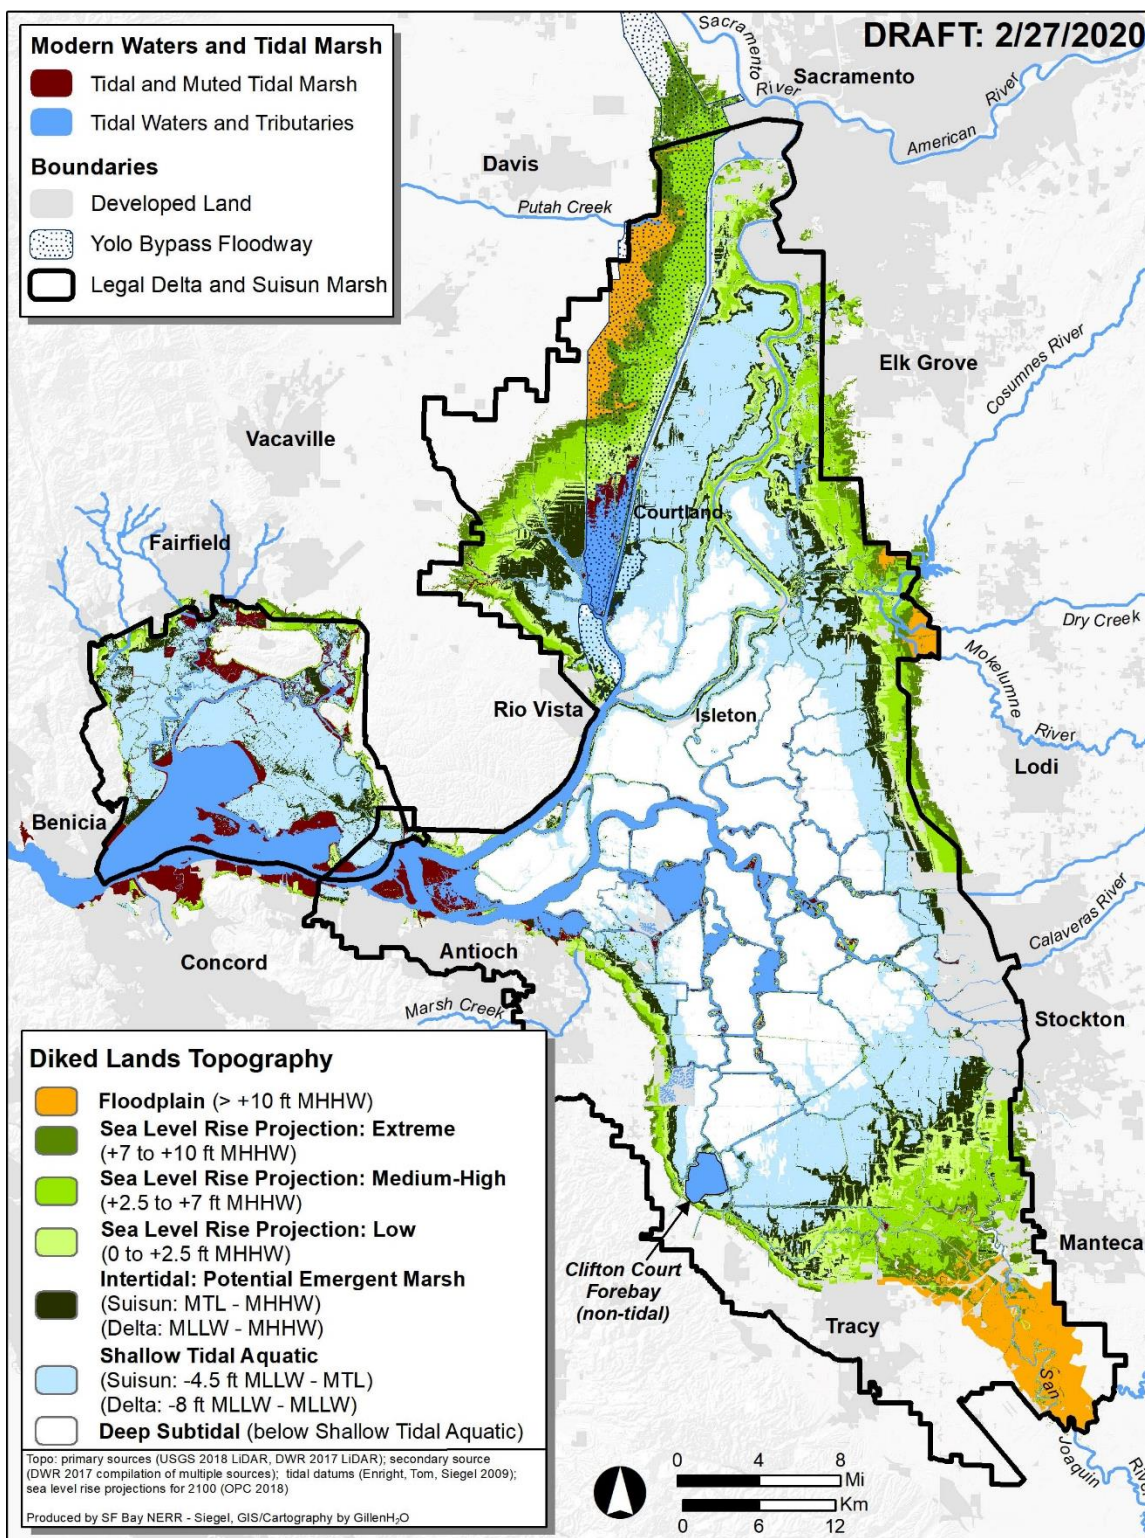 DRAFT: 2/27/2020
Modern Waters and Tidal Marsh
Tidal and Muted Tidal Marsh
Tidal Waters and Tributaries
Boundaries
Developed Land
Yolo Bypass Floodway
Legal Delta and Suisun Marsh
Sacramento
River
Sacramento
American
River
Davis
Putah Creek
Elk Grove
Cosumnes River
Vacaville
Courtland
Fairfield
Dry Creek
Mokelumne
River
Rio Vista
Isleton
Lodi
Benicia
Calaveras River
Concord
Antioch
Marsh Creek
Stockton
Manteca
Clifton Court
Forebay
(non-tidal)
Tracy
San
Joaquin
River
Diked Lands Topography
Floodplain (> +10 ft MHHW)
Sea Level Rise Projection: Extreme
(+7 to +10 ft MHHW)
Sea Level Rise Projection: Medium-High
(+2.5 to +7 ft MHHW)
Sea Level Rise Projection: Low
(0 to +2.5 ft MHHW)
Intertidal: Potential Emergent Marsh
(Suisun: MTL - MHHW)
(Delta: MLLW - MHHW)
Shallow Tidal Aquatic
(Suisun: -4.5 ft MLLW - MTL)
(Delta: -8 ft MLLW - MLLW)
Deep Subtidal (below Shallow Tidal Aquatic)
Topo: primary sources (USGS 2018 LiDAR, DWR 2017 LiDAR); secondary source
(DWR 2017 compilation of multiple sources); tidal datums (Enright, Tom, Siegel 2009);
sea level rise projections for 2100 (OPC 2018)
Produced by SF Bay NERR - Siegel, GIS/Cartography by GillenH₂O
0 4 8
Mi
Km
0 6 12